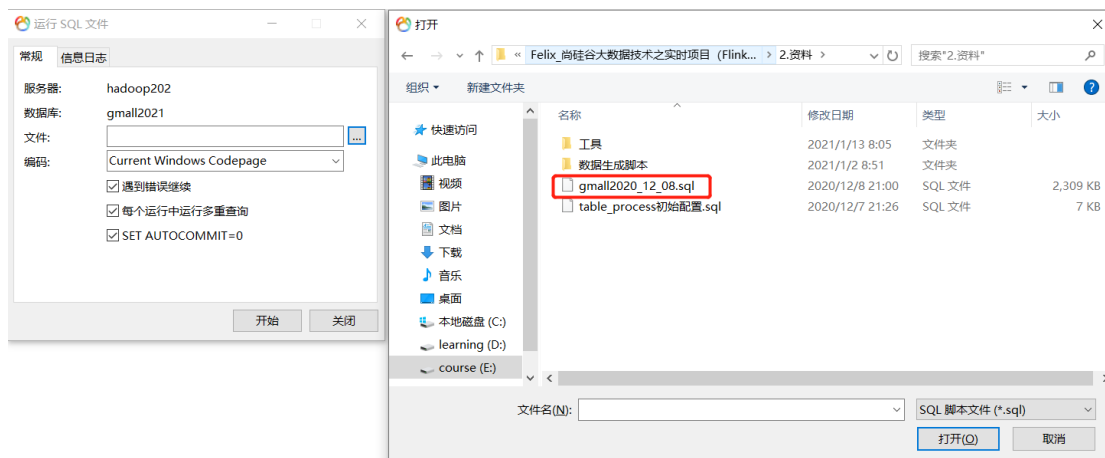 运行 SQL 文件
常规 信息日志
服务器: hadoop202
数据库: gmall2021
文件: ...
编码: Current Windows Codepage
遇到错误继续
每个运行中运行多重查询
SET AUTOCOMMIT=0
开始 关闭
打开
« Felix_尚硅谷大数据技术之实时项目（Flink... › 2.资料 › 搜索"2.资料"
组织 新建文件夹
名称 修改日期 类型 大小
快速访问
此电脑
视频
图片
文档
下载
音乐
桌面
本地磁盘 (C:)
learning (D:)
course (E:)
工具 2021/1/13 8:05 文件夹
数据生成脚本 2021/1/2 8:51 文件夹
gmall2020_12_08.sql 2020/12/8 21:00 SQL 文件 2,309 KB
table_process初始配置.sql 2020/12/7 21:26 SQL 文件 7 KB
文件名(N): SQL 脚本文件 (*.sql)
打开(O) 取消